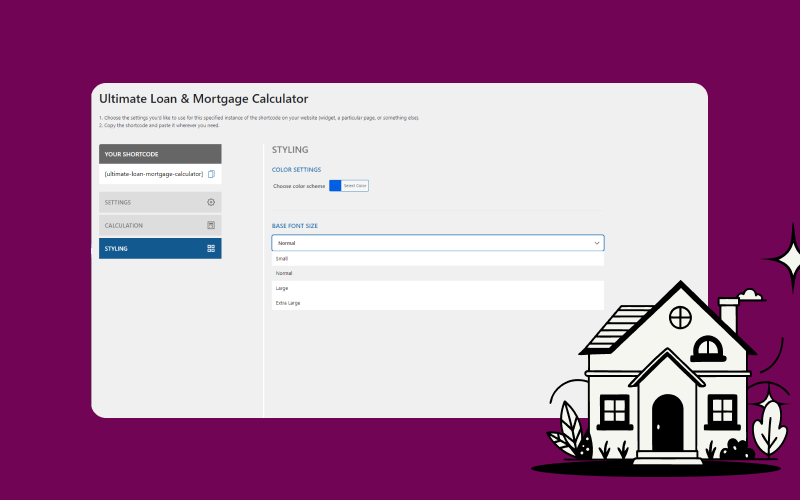 Ultimate Loan & Mortgage Calculator
1. Choose the settings you'd like to use for this specified instance of the shortcode on your website (widget, a particular page, or something else).
2. Copy the shortcode and paste it wherever you need.
YOUR SHORTCODE
[ultimate-loan-mortgage-calculator]
SETTINGS
CALCULATION
STYLING
STYLING
COLOR SETTINGS
Choose color scheme
Select Color
BASE FONT SIZE
Normal
Small
Normal
Large
Extra Large